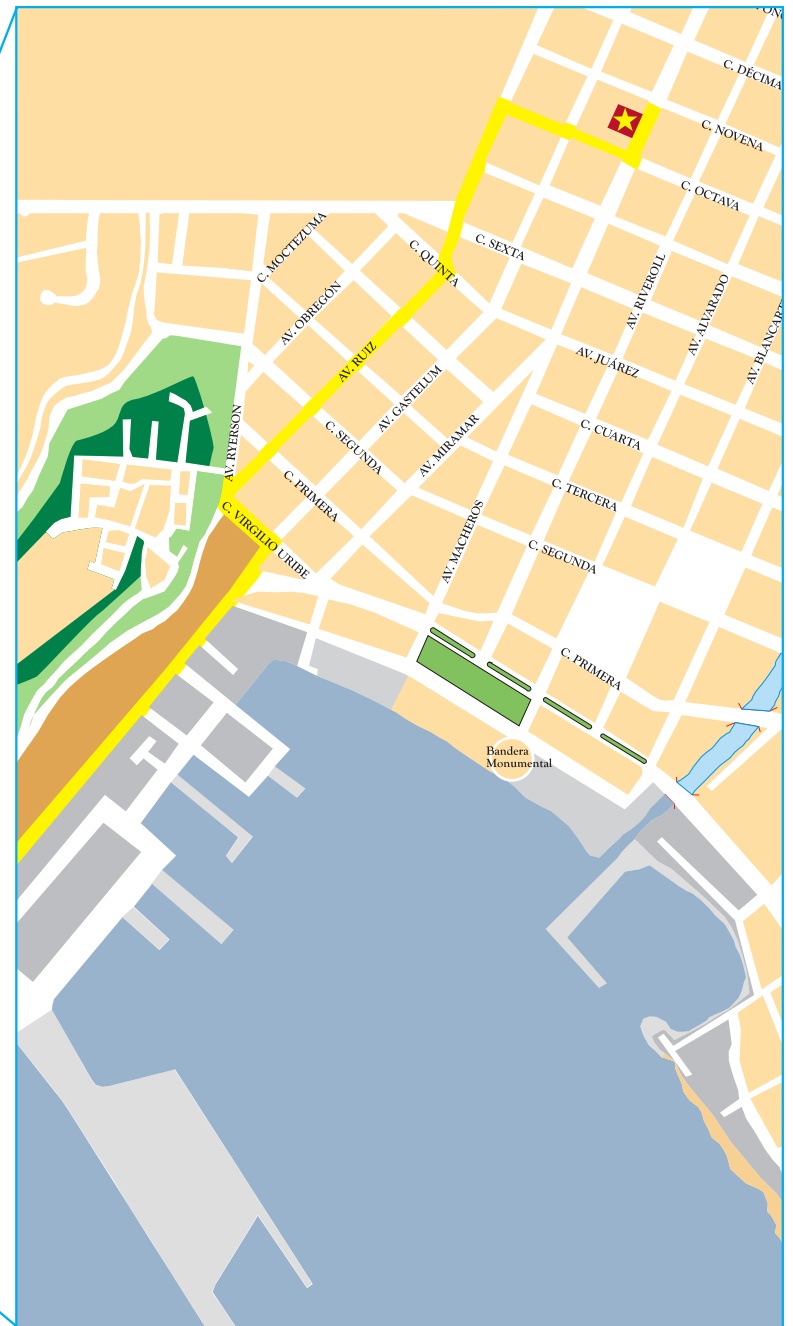 C. DÉCIMA
C. NOVENA
C. OCTAVA
C. MOCTEZUMA
C. QUINTA
C. SEXTA
AV. RIVEROLL
AV. ALVARADO
AV. OBREGÓN
AV. RUIZ
AV. JUÁREZ
AV. GASTELUM
AV. RYERSON
C. SEGUNDA
AV. MIRAMAR
C. CUARTA
C. PRIMERA
C. TERCERA
C. VIRGILIO URIBE
AV. MACHEROS
C. SEGUNDA
C. PRIMERA
Bandera
Monumental